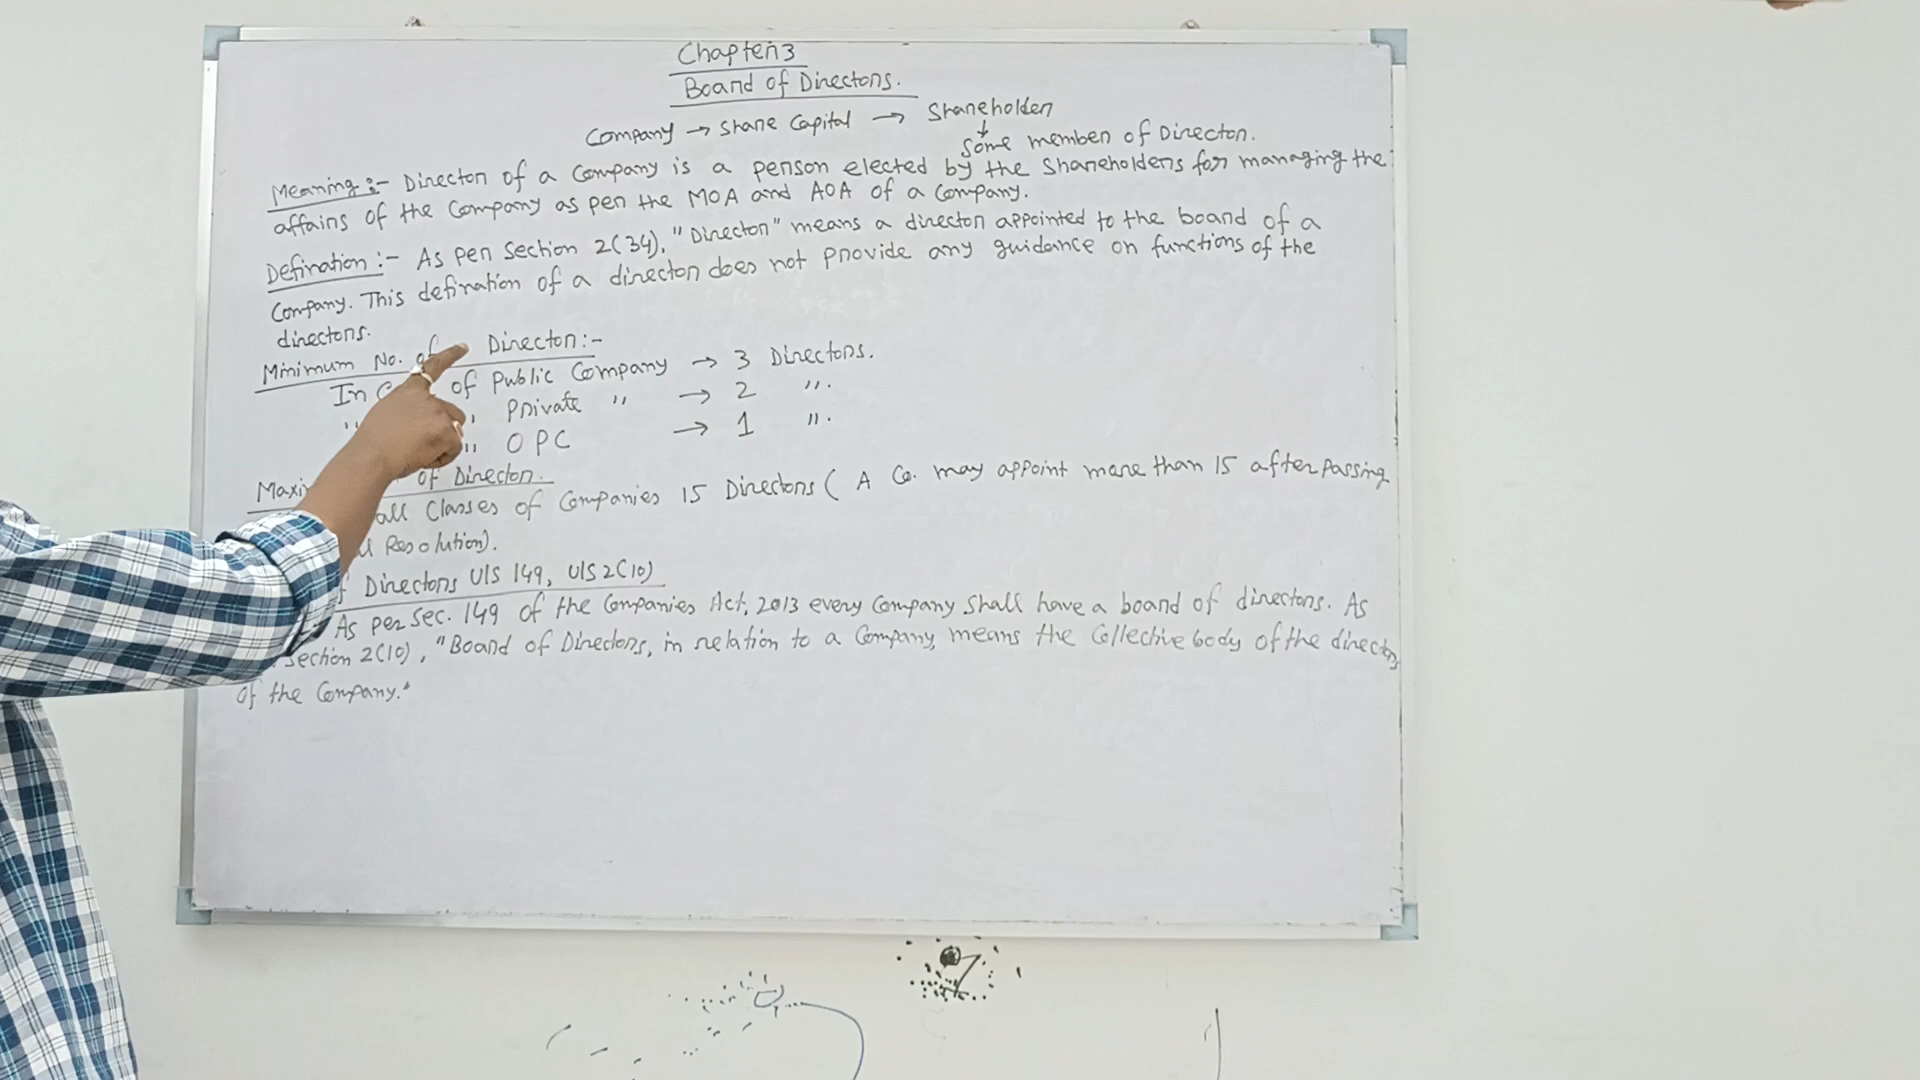 Chapter 3
Board of Directors.
Company → Share Capital → Shareholder
↓
Some member of Director.
Meaning :- Director of a Company is a person elected by the Shareholders for managing the
affairs of the Company as per the MOA and AOA of a Company.
Defination :- As per Section 2(34), "Director" means a director appointed to the board of a
Company. This defination of a director does not provide any guidance on functions of the
directors.
Minimum No. of Director :-
In of Public Company → 3 Directors.
" " Private " → 2 ".
" OPC → 1 ".
of Director.
all Classes of Companies 15 Directors ( A Co. may appoint more than 15 after passing
Resolution).
Directors U/S 149, U/S 2(10)
As per Sec. 149 of the Companies Act, 2013 every Company Shall have a board of directors. As
Section 2(10), "Board of Directors, in relation to a Company, means the Collective body of the directors
of the Company."